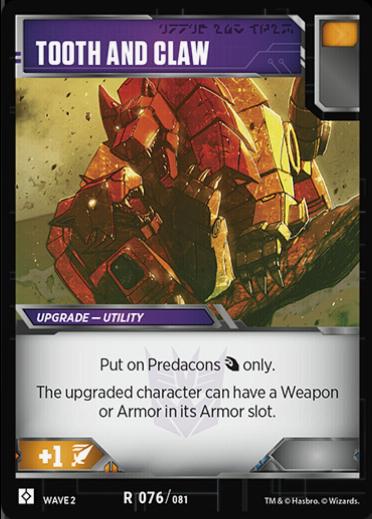 TOOTH AND CLAW
UPGRADE — UTILITY
Put on Predacons only.
The upgraded character can have a Weapon
or Armor in its Armor slot.
+1
WAVE 2
R 076/081
TM & © Hasbro. © Wizards.